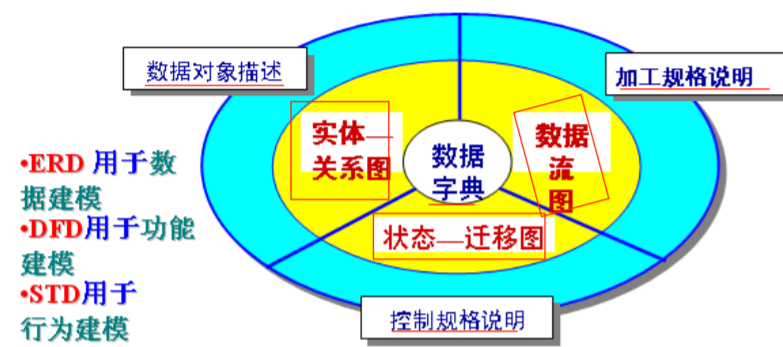 数据对象描述
加工规格说明
实体—
关系图
数据
字典
数据
流
图
状态—迁移图
控制规格说明
•ERD 用于数
据建模
•DFD用于功能
建模
•STD用于
行为建模